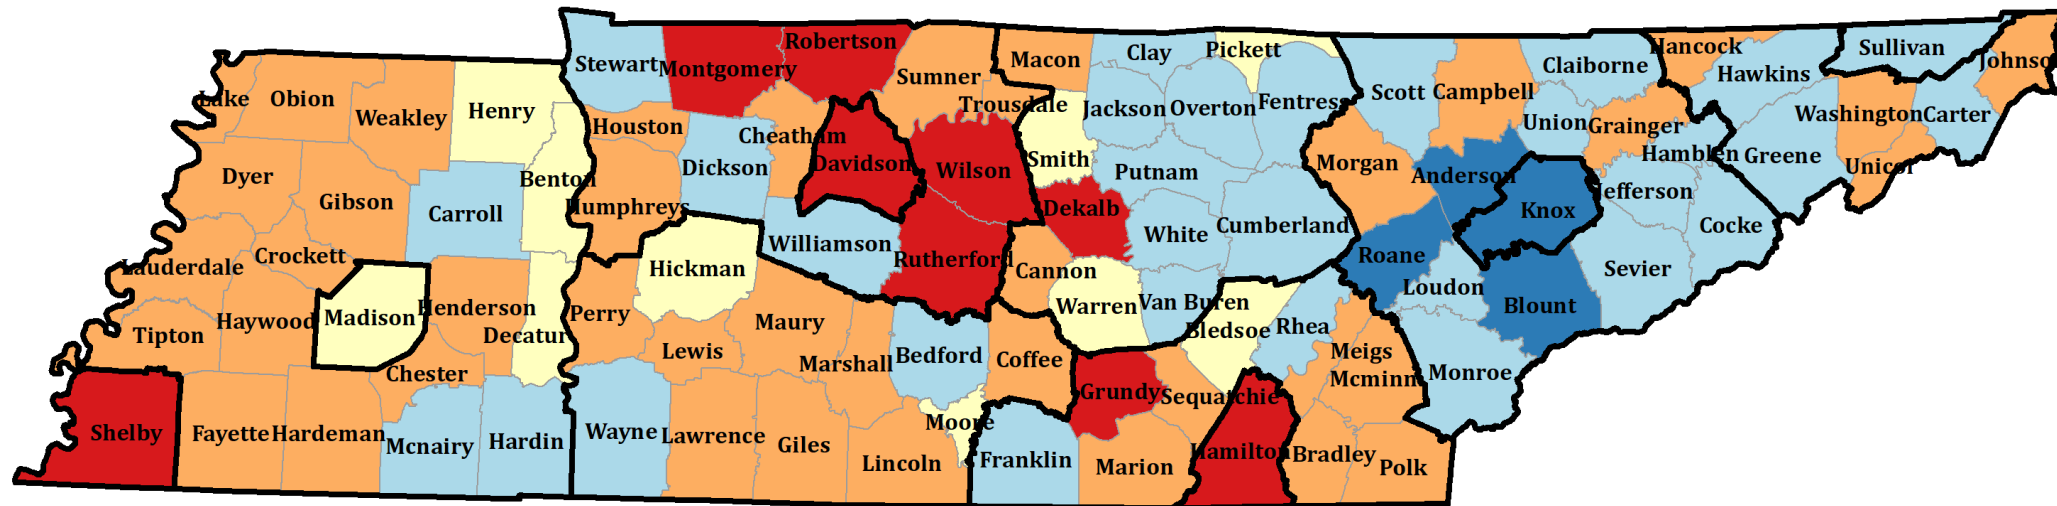 Lake
Obion
Weakley
Henry
Stewart
Montgomery
Robertson
Sumner
Macon
Trousdale
Clay
Pickett
Jackson
Overton
Fentress
Scott
Campbell
Claiborne
Hancock
Hawkins
Sullivan
Johnso
Dyer
Gibson
Carroll
Benton
Houston
Humphreys
Dickson
Cheatham
Davidson
Wilson
Smith
Putnam
Dekalb
White
Cumberland
Morgan
Anderson
Union
Grainger
Hamblen
Greene
Washington
Carter
Unicoi
Lauderdale
Crockett
Haywood
Madison
Henderson
Decatur
Perry
Hickman
Williamson
Rutherford
Cannon
Warren
Van Buren
Bledsoe
Rhea
Roane
Loudon
Knox
Blount
Jefferson
Sevier
Cocke
Tipton
Chester
Lewis
Maury
Marshall
Bedford
Coffee
Grundy
Sequatchie
Meigs
Mcminn
Monroe
Shelby
Fayette
Hardeman
Mcnairy
Hardin
Wayne
Lawrence
Giles
Lincoln
Moore
Franklin
Marion
Hamilton
Bradley
Polk